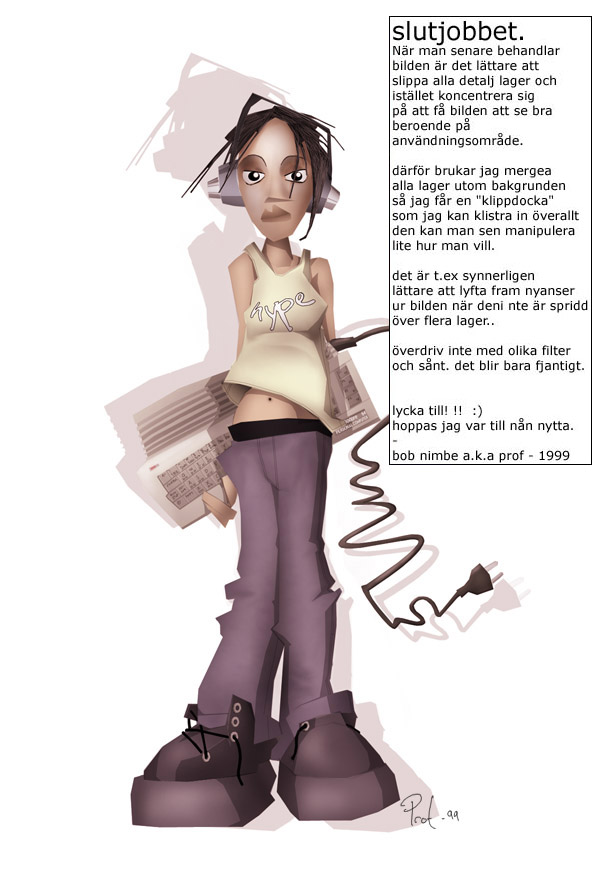 slutjobbet.
När man senare behandlar
bilden är det lättare att
slippa alla detalj lager och
istället koncentrera sig
på att få bilden att se bra
beroende på
användningsområde.
därför brukar jag mergea
alla lager utom bakgrunden
så jag får en "klippdocka"
som jag kan klistra in överallt
den kan man sen manipulera
lite hur man vill.
det är t.ex synnerligen
lättare att lyfta fram nyanser
ur bilden när deni nte är spridd
över flera lager..
överdriv inte med olika filter
och sånt. det blir bara fjantigt.
lycka till! !!  :)
hoppas jag var till nån nytta.
-
bob nimbe a.k.a prof - 1999
hype
Prof -99